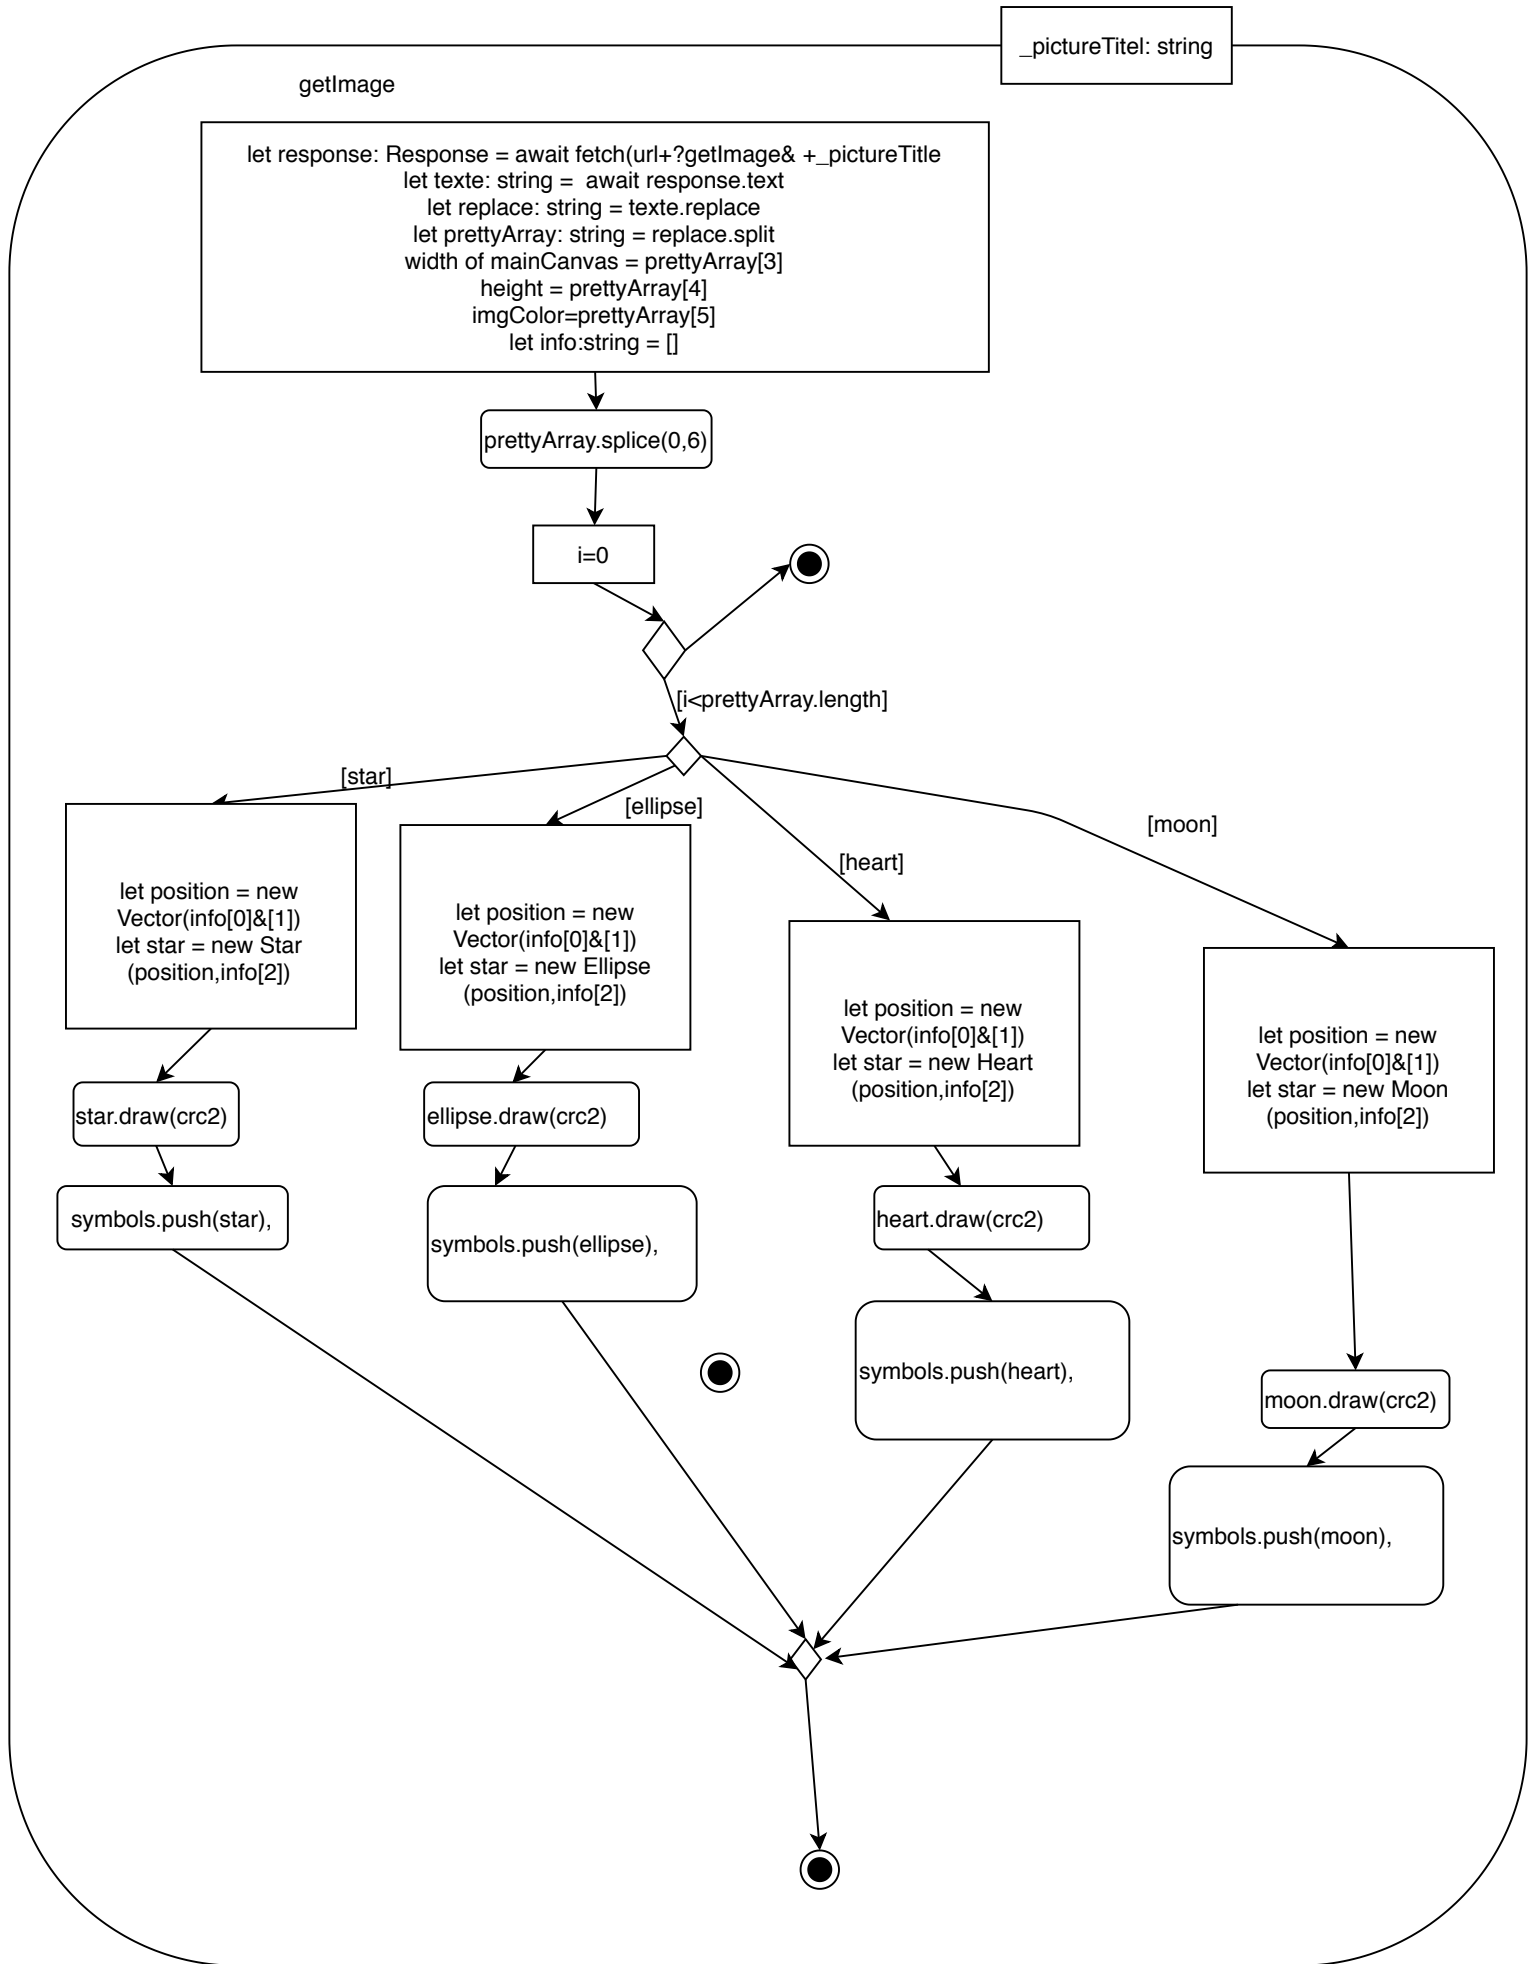 _pictureTitel: string
getImage
let response: Response = await fetch(url+?getImage& +_pictureTitle
let texte: string =  await response.text
let replace: string = texte.replace
let prettyArray: string = replace.split
width of mainCanvas = prettyArray[3]
height = prettyArray[4]
imgColor=prettyArray[5]
let info:string = []
prettyArray.splice(0,6)
i=0
[i<prettyArray.length]
[star]
[ellipse]
[heart]
[moon]
let position = new
Vector(info[0]&[1])
let star = new Star
(position,info[2])
let position = new
Vector(info[0]&[1])
let star = new Ellipse
(position,info[2])
let position = new
Vector(info[0]&[1])
let star = new Heart
(position,info[2])
let position = new
Vector(info[0]&[1])
let star = new Moon
(position,info[2])
star.draw(crc2)
ellipse.draw(crc2)
symbols.push(star),
symbols.push(ellipse),
heart.draw(crc2)
symbols.push(heart),
moon.draw(crc2)
symbols.push(moon),